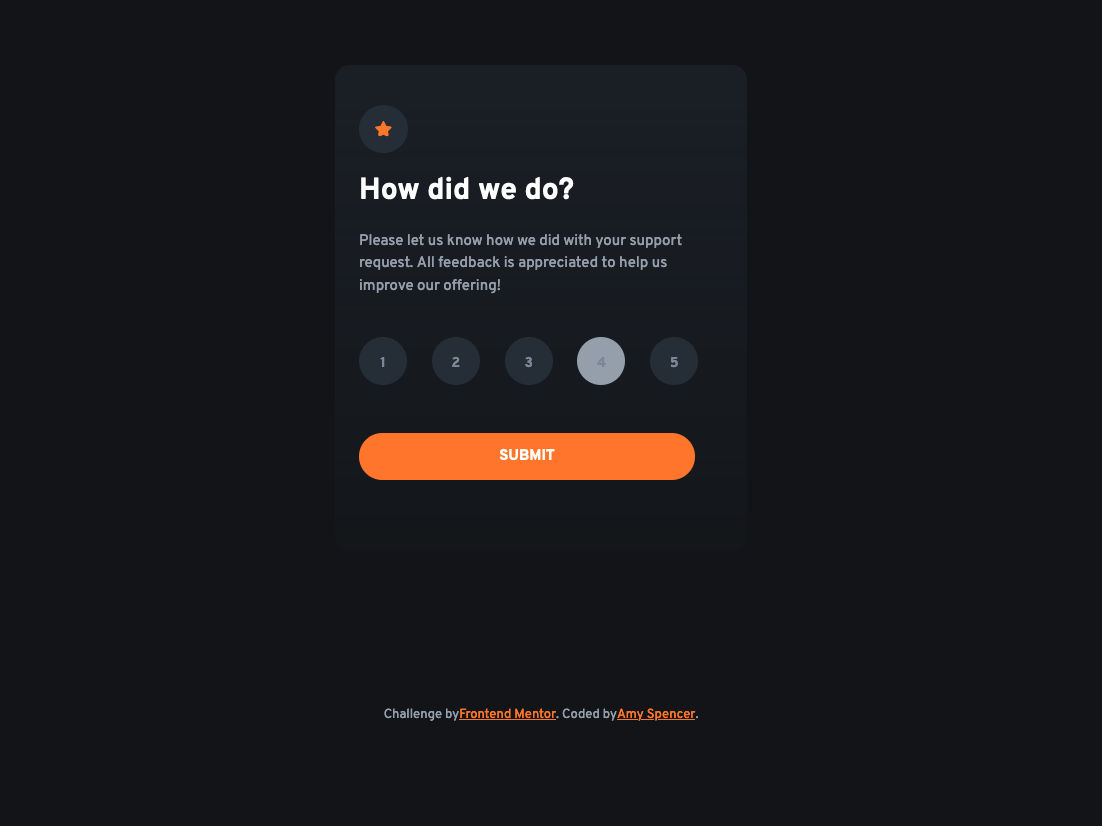 How did we do?
Please let us know how we did with your support
request. All feedback is appreciated to help us
improve our offering!
1 2 3 4 5
SUBMIT
Challenge byFrontend Mentor. Coded byAmy Spencer.